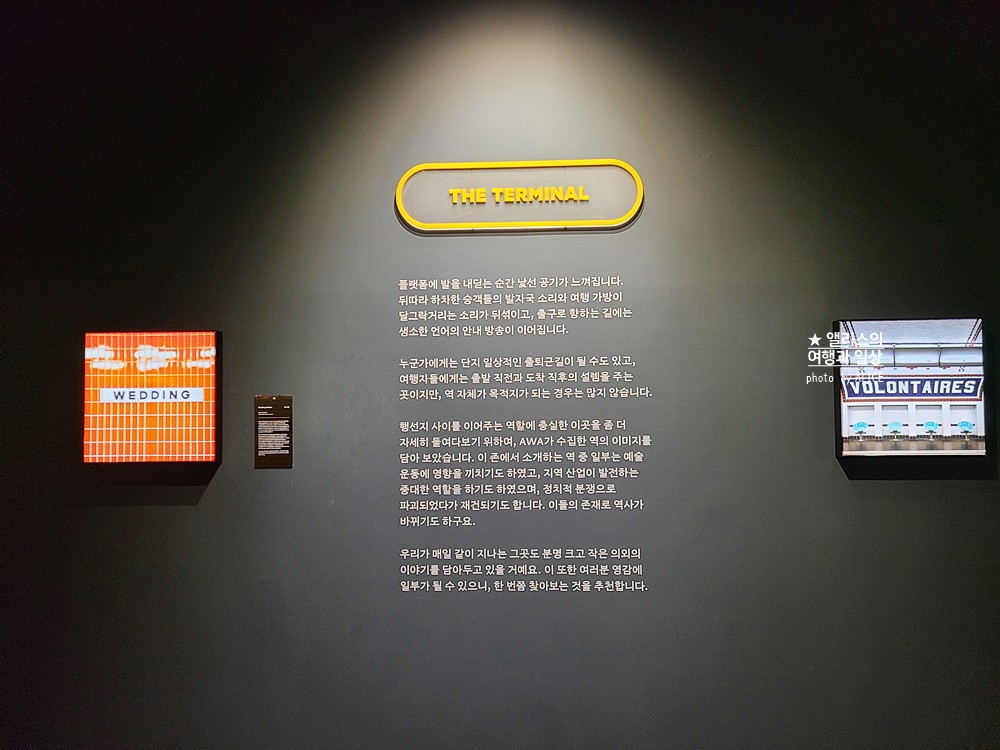 THE TERMINAL
플랫폼에 발을 내딛는 순간 낯선 공기가 느껴집니다.
뒤따라 하차한 승객들의 발자국 소리와 여행 가방이
달그락거리는 소리가 뒤섞이고, 출구로 향하는 길에는
생소한 언어의 안내 방송이 이어집니다.
누군가에게는 단지 일상적인 출퇴근길이 될 수도 있고,
여행자들에게는 출발 직전과 도착 직후의 설렘을 주는
곳이지만, 역 자체가 목적지가 되는 경우는 많지 않습니다.
행선지 사이를 이어주는 역할에 충실한 이곳을 좀 더
자세히 들여다보기 위하여, AWA가 수집한 역의 이미지를
담아 보았습니다. 이 존에서 소개하는 역 중 일부는 예술
운동에 영향을 끼치기도 하였고, 지역 산업이 발전하는
중대한 역할을 하기도 하였으며, 정치적 분쟁으로
파괴되었다가 재건되기도 합니다. 이들의 존재로 역사가
바뀌기도 하구요.
우리가 매일 같이 지나는 그곳도 분명 크고 작은 의외의
이야기를 담아두고 있을 거예요. 이 또한 여러분 영감에
일부가 될 수 있으니, 한 번쯤 찾아보는 것을 추천합니다.
WEDDING
★ 앨리스의
여행과 일상
photo by
VOLONTAIRES